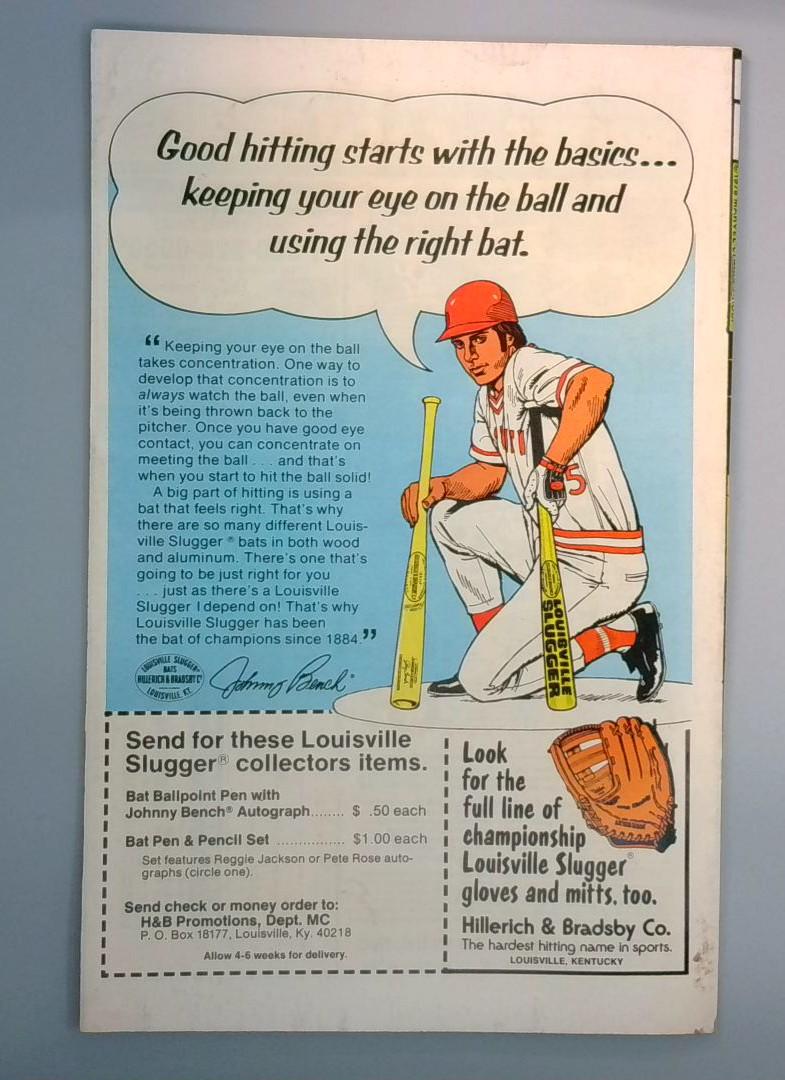 Good hitting starts with the basics...
keeping your eye on the ball and
using the right bat.
“Keeping your eye on the ball
takes concentration. One way to
develop that concentration is to
always watch the ball, even when
it's being thrown back to the
pitcher. Once you have good eye
contact, you can concentrate on
meeting the ball . . . and that's
when you start to hit the ball solid!
A big part of hitting is using a
bat that feels right. That's why
there are so many different Louis-
ville Slugger® bats in both wood
and aluminum. There's one that's
going to be just right for you
. . . just as there's a Louisville
Slugger I depend on! That's why
Louisville Slugger has been
the bat of champions since 1884.”
LOUISVILLE SLUGGER®
BATS
HILLERICH & BRADSBY Cº
LOUISVILLE, KY.
Johnny Bench®
5
LOUISVILLE
SLUGGER
Send for these Louisville
Slugger® collectors items.
Bat Ballpoint Pen with
Johnny Bench® Autograph........ $ .50 each
Bat Pen & Pencil Set ................ $1.00 each
Set features Reggie Jackson or Pete Rose auto-
graphs (circle one).
Send check or money order to:
H&B Promotions, Dept. MC
P. O. Box 18177, Louisville, Ky. 40218
Allow 4-6 weeks for delivery.
Look
for the
full line of
championship
Louisville Slugger®
gloves and mitts, too.
Hillerich & Bradsby Co.
The hardest hitting name in sports.
LOUISVILLE, KENTUCKY